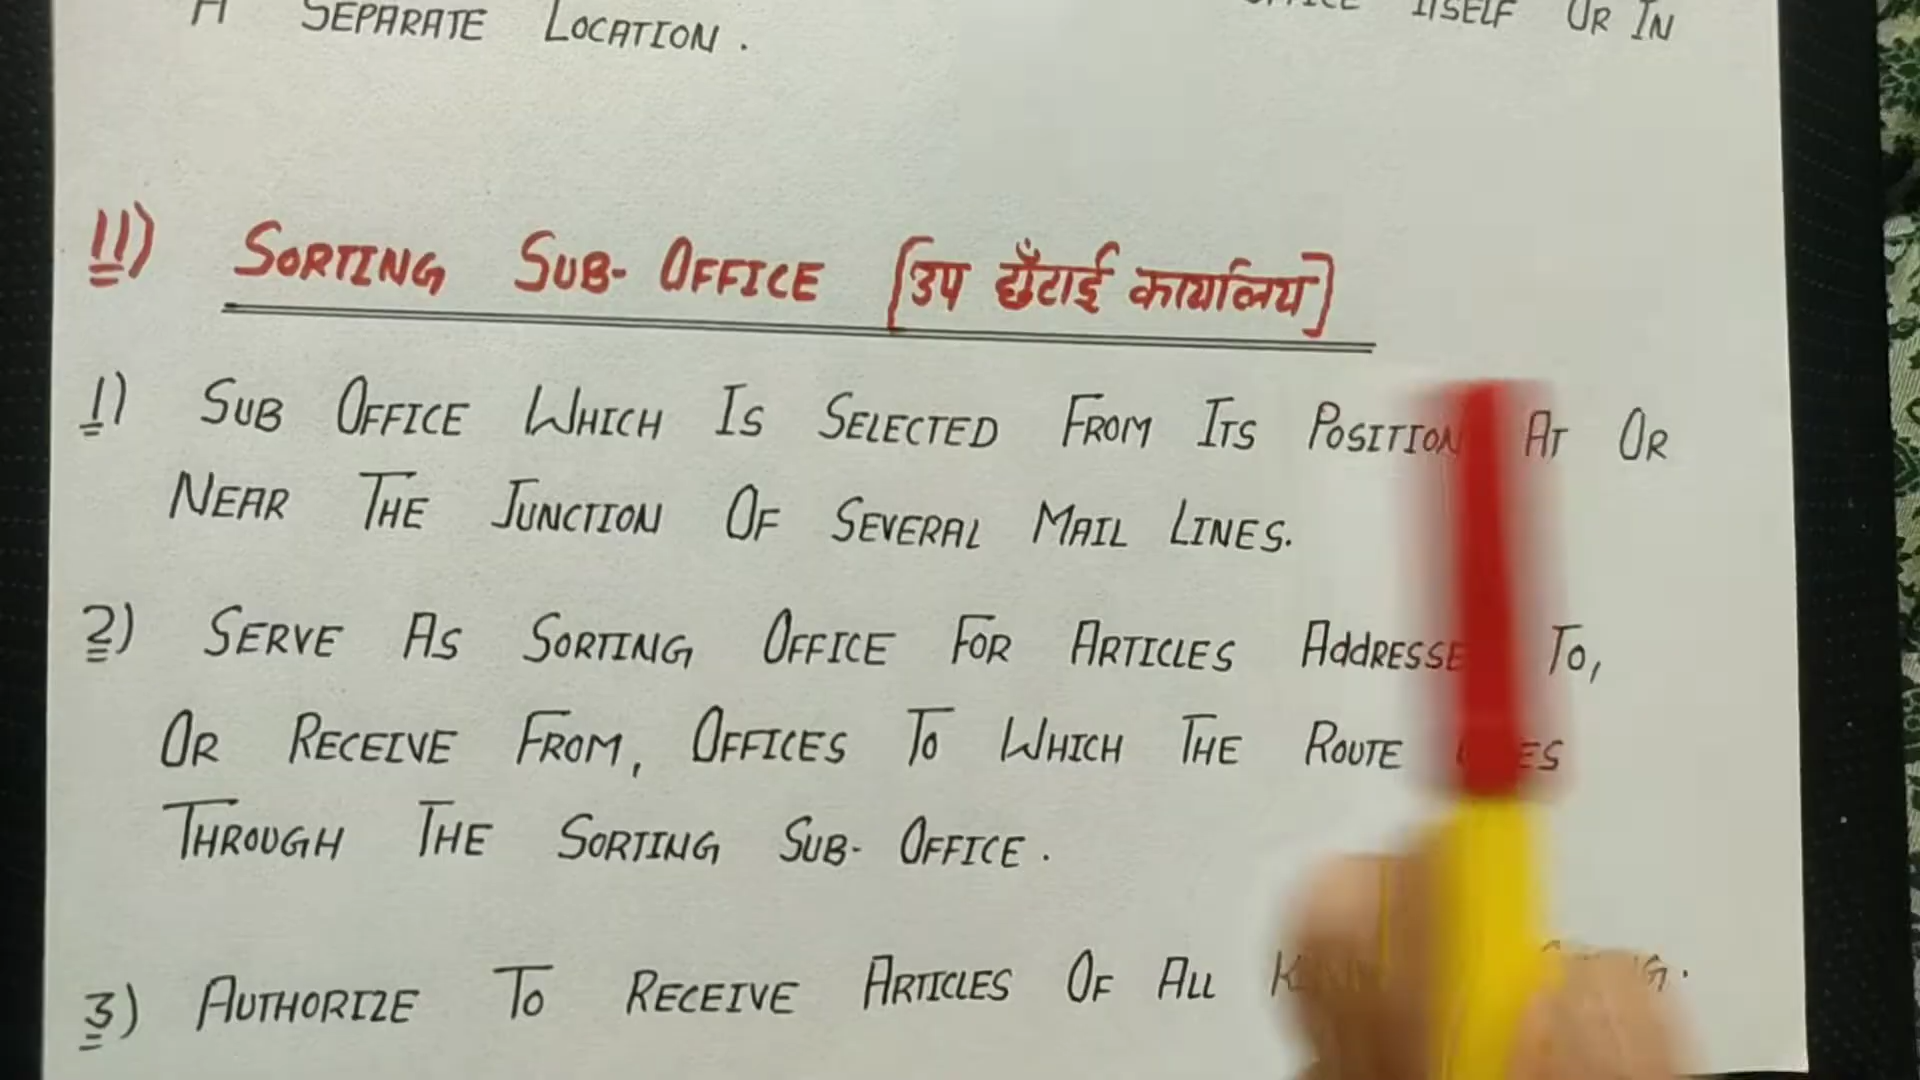 ITSELF OR IN
A SEPARATE LOCATION.
11) SORTING SUB-OFFICE [उप छँटाई कार्यालय]
1) SUB OFFICE WHICH IS SELECTED FROM ITS POSITION AT OR
NEAR THE JUNCTION OF SEVERAL MAIL LINES.
2) SERVE AS SORTING OFFICE FOR ARTICLES TO,
OR RECEIVE FROM, OFFICES TO WHICH THE ROUTE
THROUGH THE SORTING SUB-OFFICE.
3) AUTHORIZE TO RECEIVE ARTICLES OF ALL